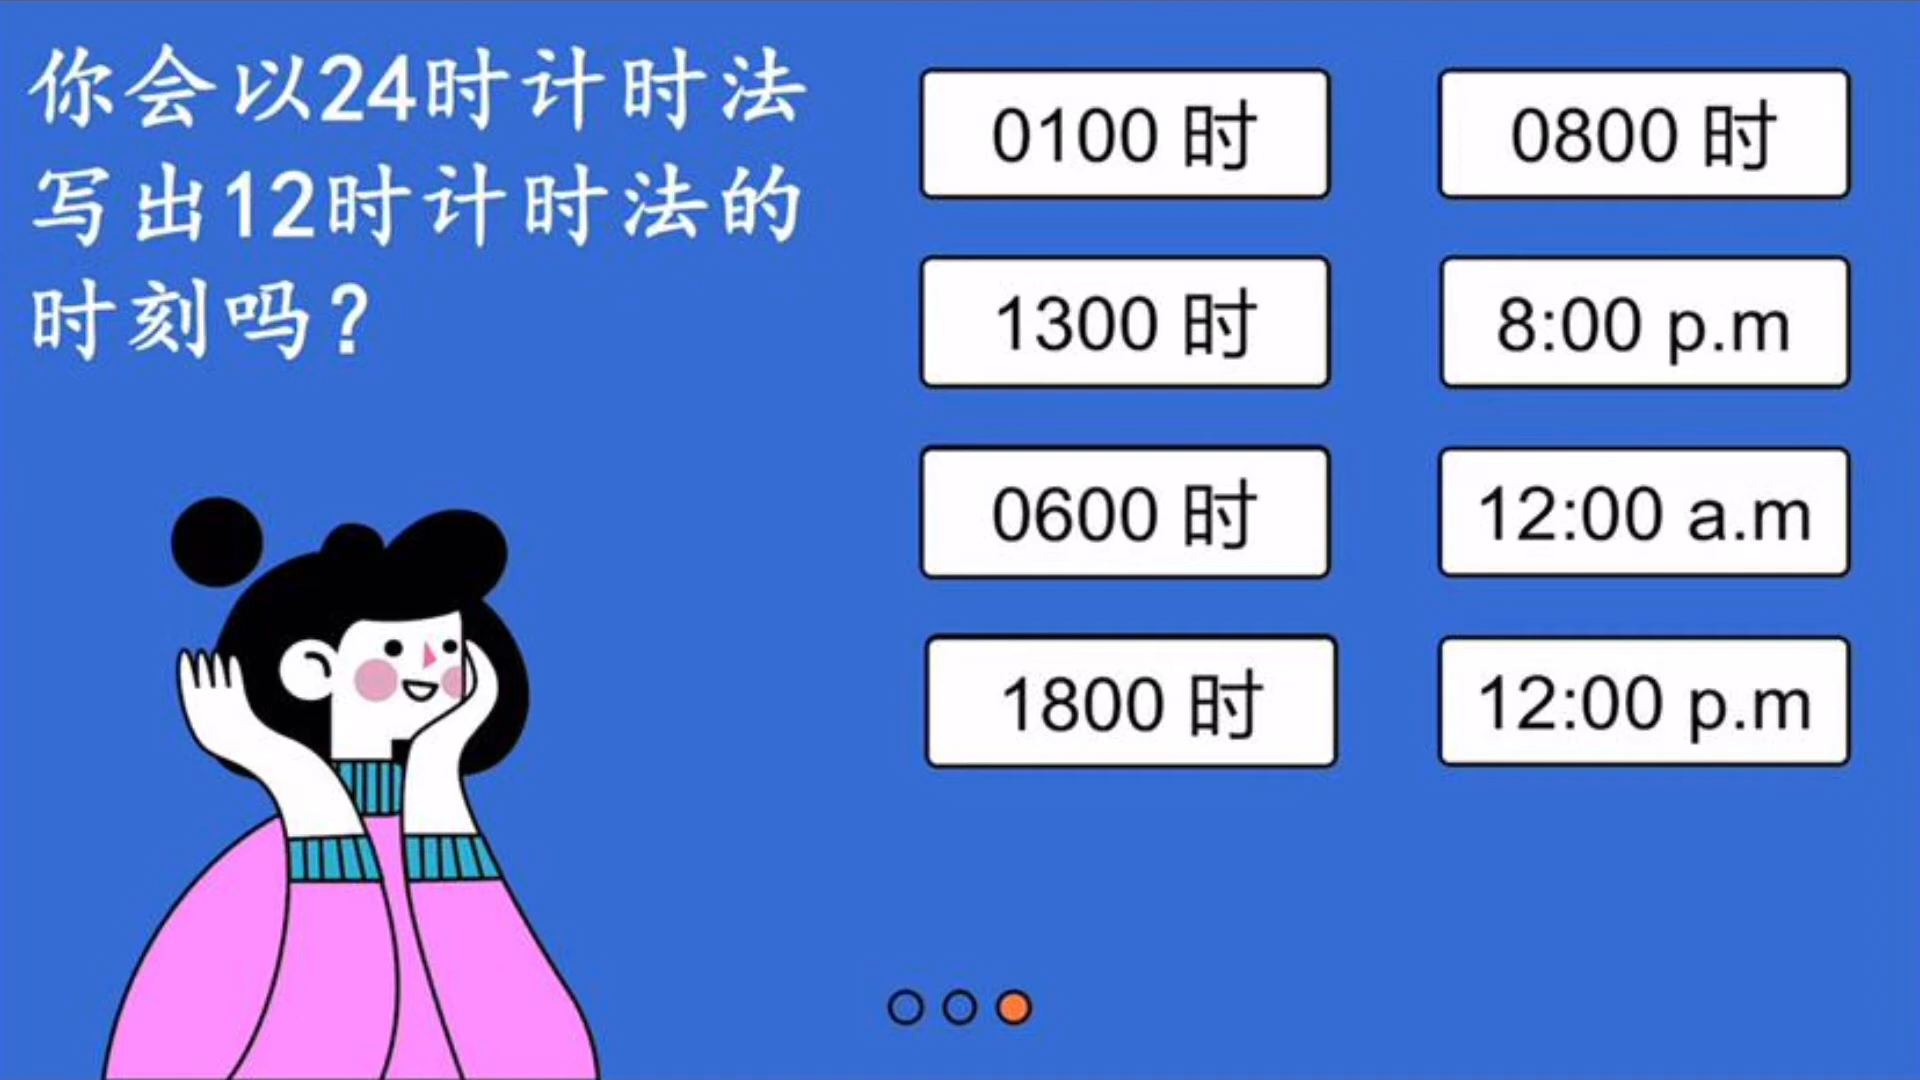 你会以24时计时法
写出12时计时法的
时刻吗？
0100 时
0800 时
1300 时
8:00 p.m
0600 时
12:00 a.m
1800 时
12:00 p.m